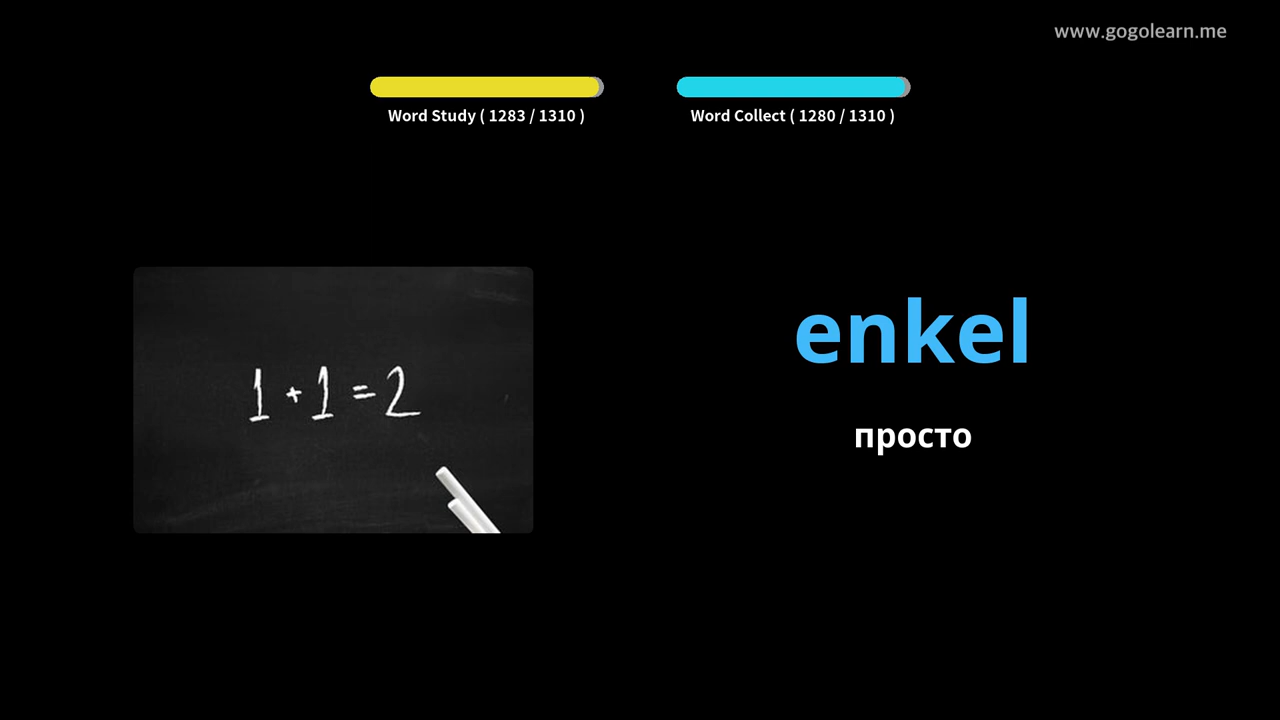 www.gogolearn.me
Word Study ( 1283 / 1310 )
Word Collect ( 1280 / 1310 )
1 + 1 = 2
enkel
просто